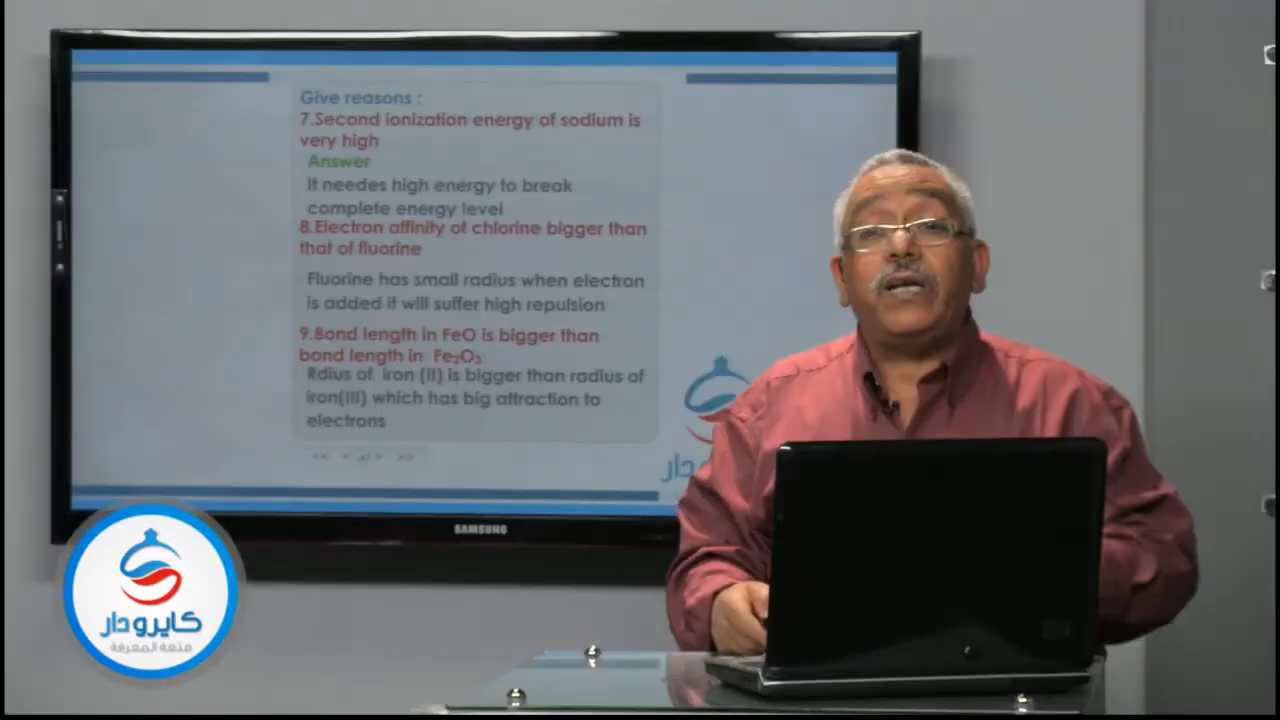 Give reasons :
7.Second ionization energy of sodium is
very high
Answer
It needes high energy to break
complete energy level
8.Electron affinity of chlorine bigger than
that of fluorine
Fluorine has small radius when electron
is added it will suffer high repulsion
9.Bond length in FeO is bigger than
bond length in Fe₂O₃
Rdius of iron (II) is bigger than radius of
iron(III) which has big attraction to
electrons
دار
SAMSUNG
كايرودار
متعة المعرفة